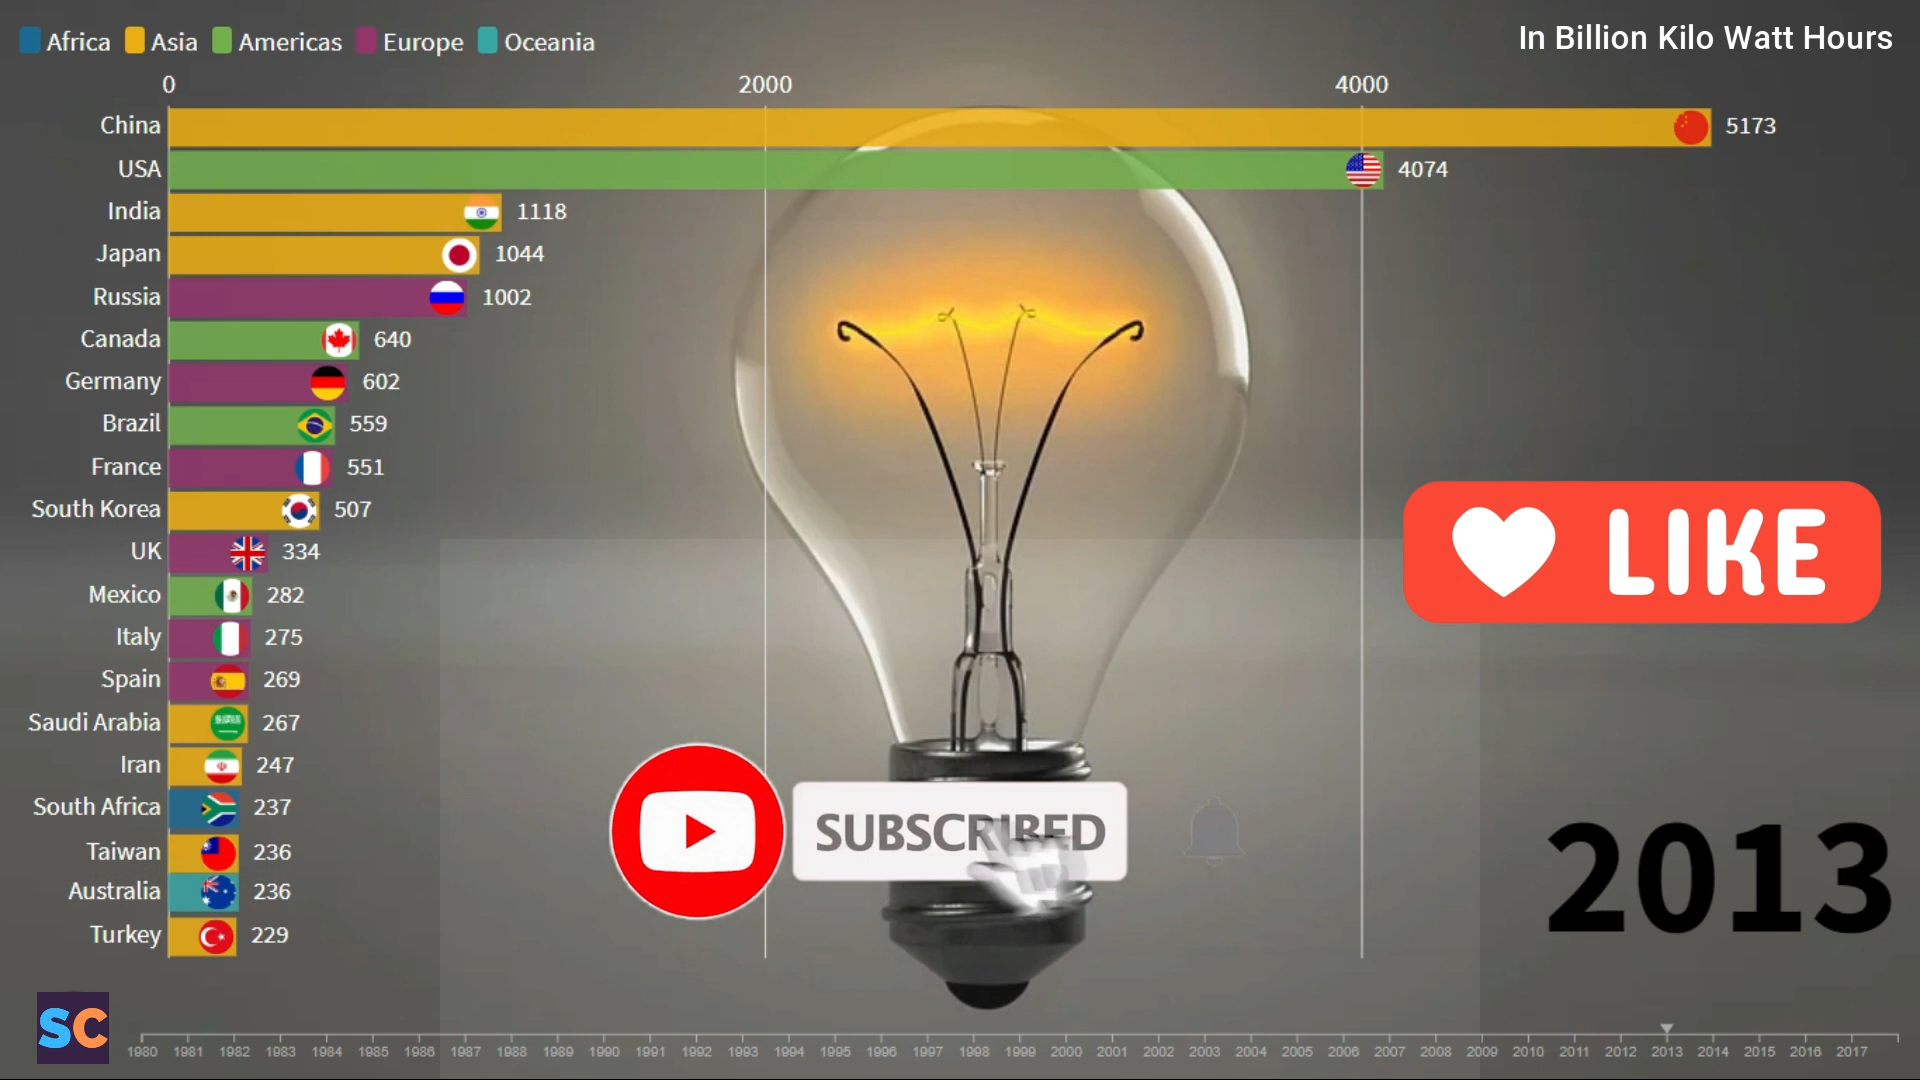 Africa Asia Americas Europe Oceania
In Billion Kilo Watt Hours
0 2000 4000
China 5173
USA 4074
India 1118
Japan 1044
Russia 1002
Canada 640
Germany 602
Brazil 559
France 551
South Korea 507
UK 334
Mexico 282
Italy 275
Spain 269
Saudi Arabia 267
Iran 247
South Africa 237
Taiwan 236
Australia 236
Turkey 229
LIKE
SUBSCRIBED
2013
SC
1980 1981 1982 1983 1984 1985 1986 1987 1988 1989 1990 1991 1992 1993 1994 1995 1996 1997 1998 1999 2000 2001 2002 2003 2004 2005 2006 2007 2008 2009 2010 2011 2012 2013 2014 2015 2016 2017